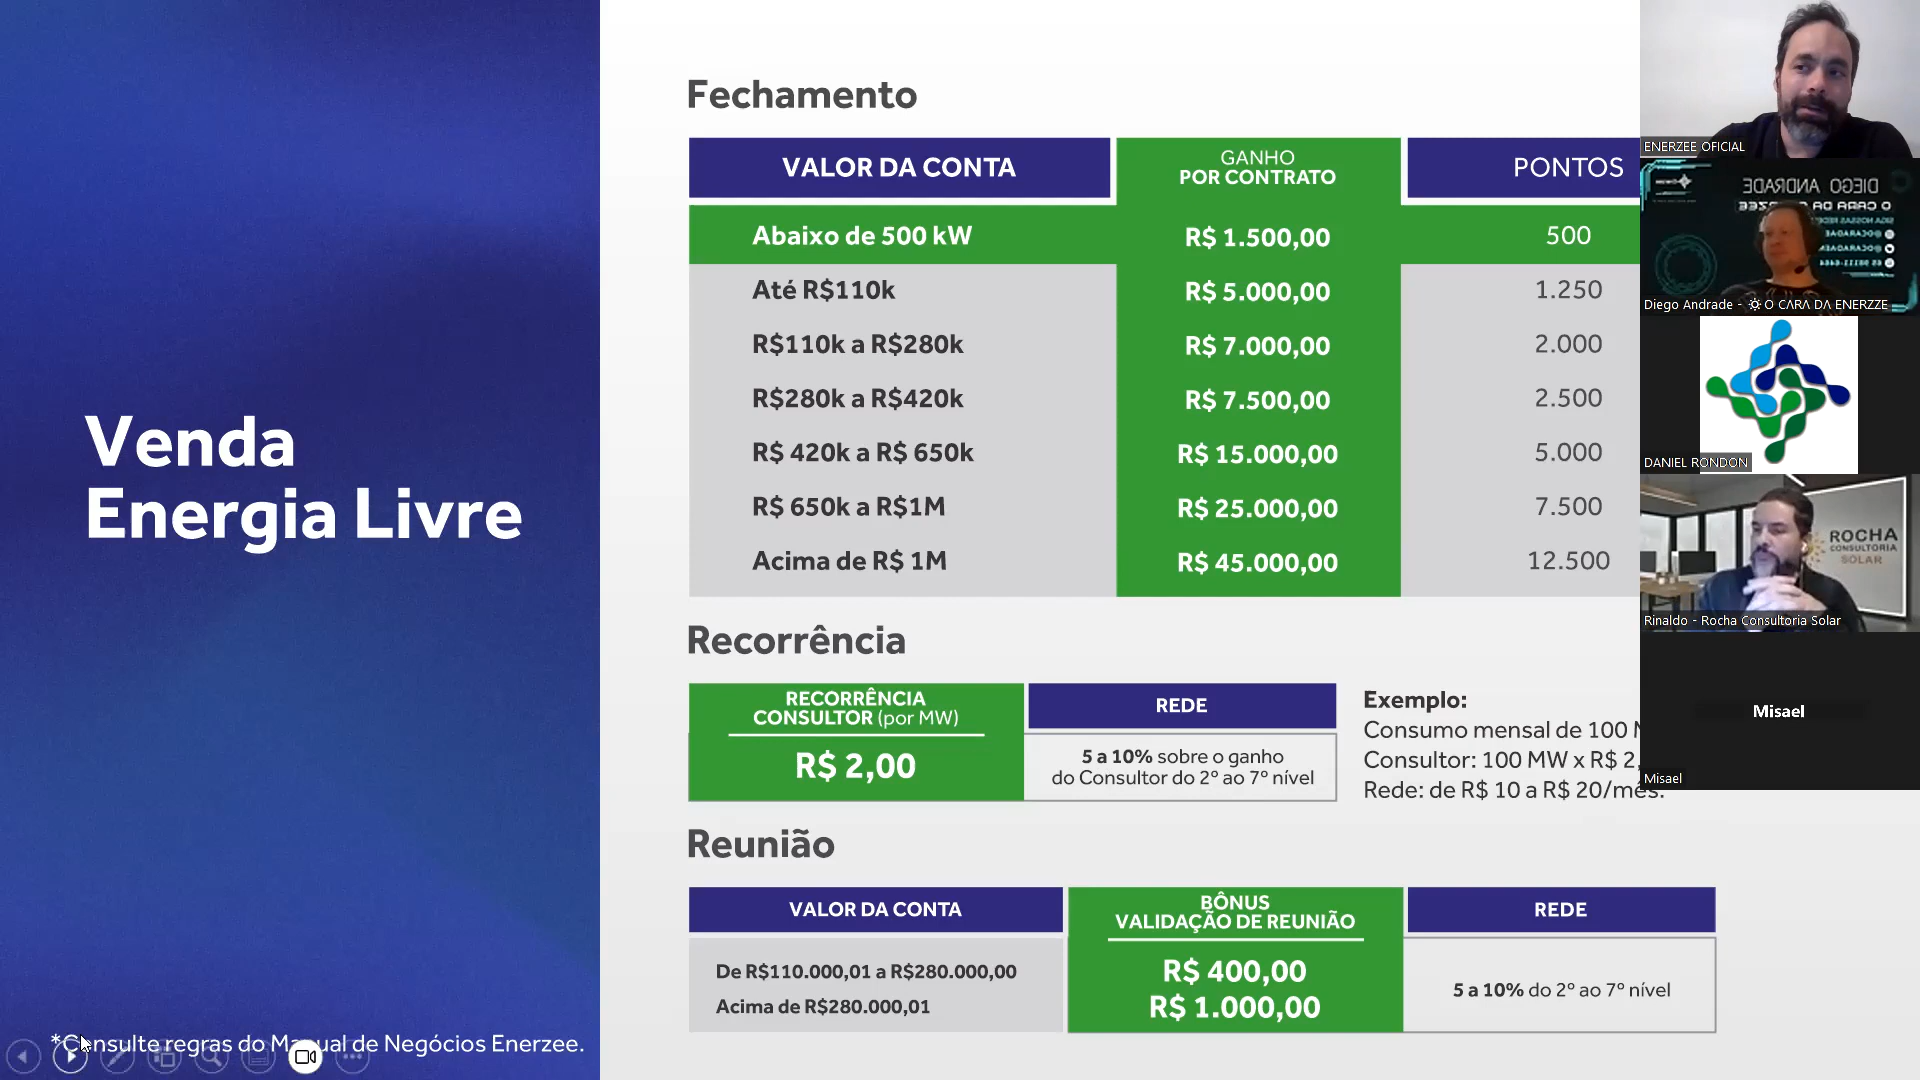 Venda
Energia Livre
*Consulte regras do Manual de Negócios Enerzee.
Fechamento
VALOR DA CONTA
GANHO
POR CONTRATO
PONTOS
Abaixo de 500 kW
R$ 1.500,00
500
Até R$110k
R$ 5.000,00
1.250
R$110k a R$280k
R$ 7.000,00
2.000
R$280k a R$420k
R$ 7.500,00
2.500
R$ 420k a R$ 650k
R$ 15.000,00
5.000
R$ 650k a R$1M
R$ 25.000,00
7.500
Acima de R$ 1M
R$ 45.000,00
12.500
Recorrência
RECORRÊNCIA
CONSULTOR (por MW)
R$ 2,00
REDE
5 a 10% sobre o ganho
do Consultor do 2º ao 7º nível
Exemplo:
Consumo mensal de 100
Consultor: 100 MW x R$ 2,
Rede: de R$ 10 a R$ 20/mês.
Reunião
VALOR DA CONTA
BÔNUS
VALIDAÇÃO DE REUNIÃO
REDE
De R$110.000,01 a R$280.000,00
R$ 400,00
Acima de R$280.000,01
R$ 1.000,00
5 a 10% do 2º ao 7º nível
ENERZEE OFICIAL
DIEGO ANDRADE
Diego Andrade - O CARA DA ENERZZE
DANIEL RONDON
ROCHA
CONSULTORIA
SOLAR
Rinaldo - Rocha Consultoria Solar
Misael
Misael